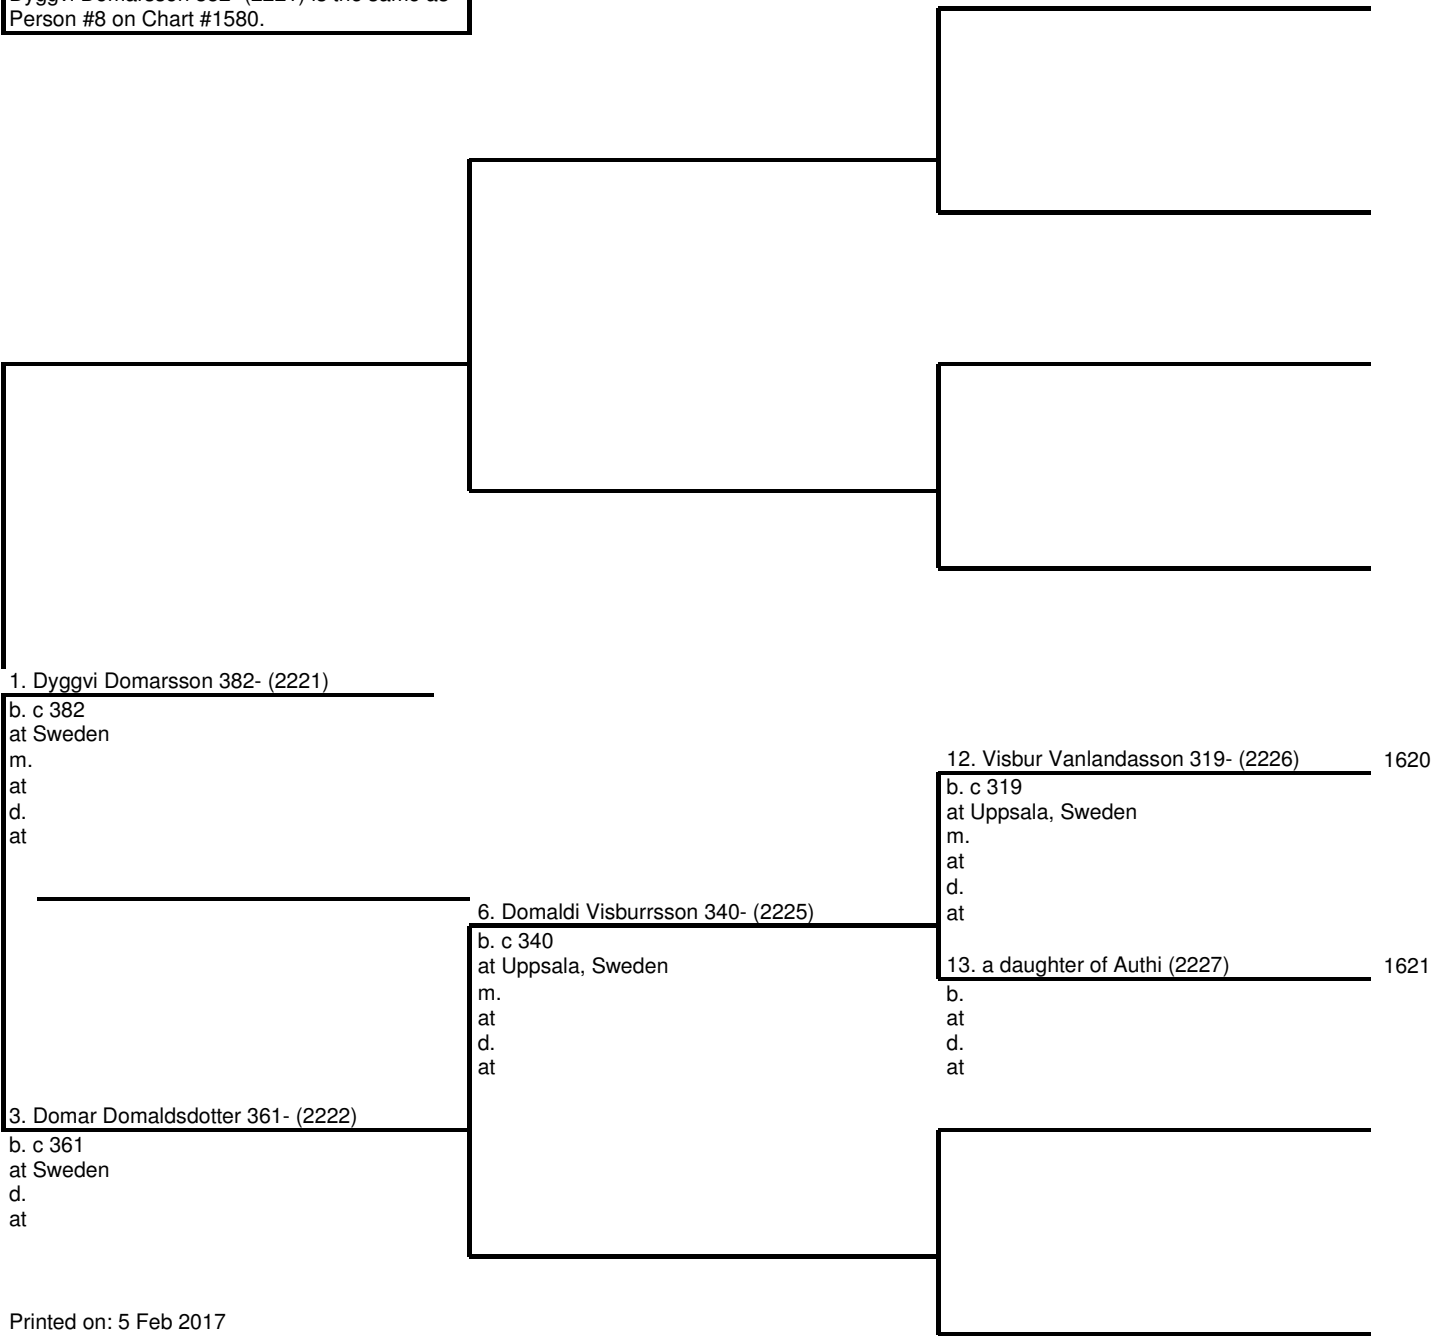 Person #8 on Chart #1580.
1. Dyggvi Domarsson 382- (2221)
b. c 382
at Sweden
m.
at
d.
at
12. Visbur Vanlandasson 319- (2226) 1620
b. c 319
at Uppsala, Sweden
m.
at
d.
at
6. Domaldi Visburrsson 340- (2225)
b. c 340
at Uppsala, Sweden
m.
at
d.
at
13. a daughter of Authi (2227) 1621
b.
at
d.
at
3. Domar Domaldsdotter 361- (2222)
b. c 361
at Sweden
d.
at
Printed on: 5 Feb 2017